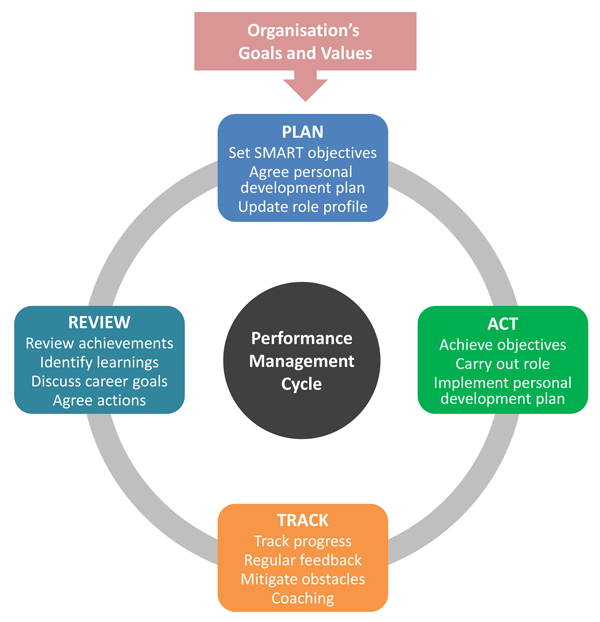 Organisation's
Goals and Values
PLAN
Set SMART objectives
Agree personal
development plan
Update role profile
REVIEW
Review achievements
Identify learnings
Discuss career goals
Agree actions
Performance
Management
Cycle
ACT
Achieve objectives
Carry out role
Implement personal
development plan
TRACK
Track progress
Regular feedback
Mitigate obstacles
Coaching